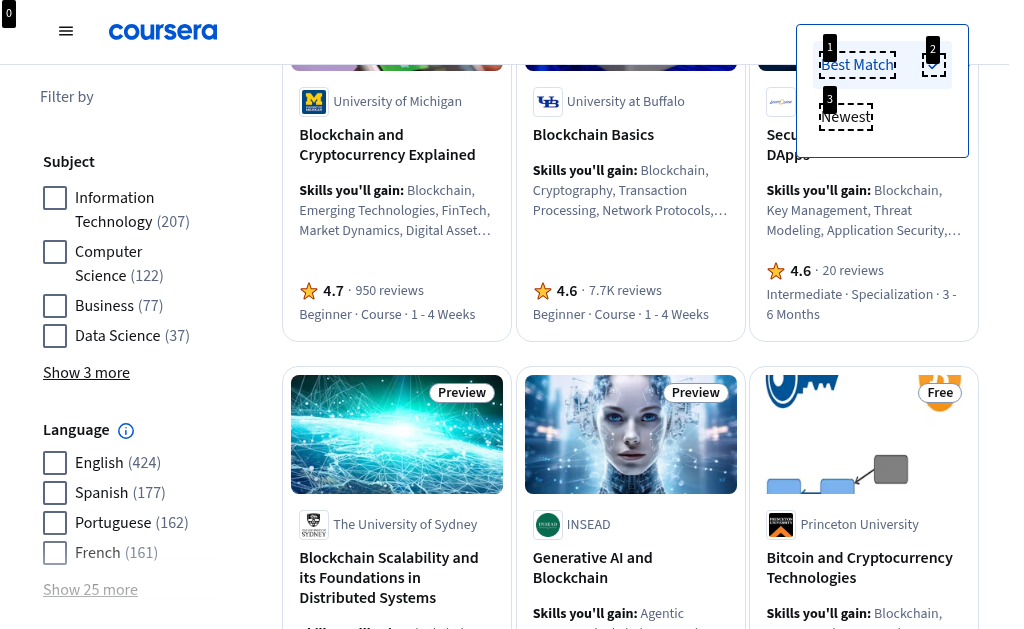 0
coursera
1
2
Best Match
3
Newest
Filter by
Subject
Information
Technology (207)
Computer
Science (122)
Business (77)
Data Science (37)
Show 3 more
Language
English (424)
Spanish (177)
Portuguese (162)
French (161)
Show 25 more
University of Michigan
Blockchain and
Cryptocurrency Explained
Skills you'll gain: Blockchain,
Emerging Technologies, FinTech,
Market Dynamics, Digital Asset…
4.7 · 950 reviews
Beginner · Course · 1 - 4 Weeks
University at Buffalo
Blockchain Basics
Skills you'll gain: Blockchain,
Cryptography, Transaction
Processing, Network Protocols,…
4.6 · 7.7K reviews
Beginner · Course · 1 - 4 Weeks
DApps
Skills you'll gain: Blockchain,
Key Management, Threat
Modeling, Application Security,…
4.6 · 20 reviews
Intermediate · Specialization · 3 -
6 Months
Preview
The University of Sydney
Blockchain Scalability and
its Foundations in
Distributed Systems
Preview
INSEAD
Generative AI and
Blockchain
Skills you'll gain: Agentic
Free
Princeton University
Bitcoin and Cryptocurrency
Technologies
Skills you'll gain: Blockchain,